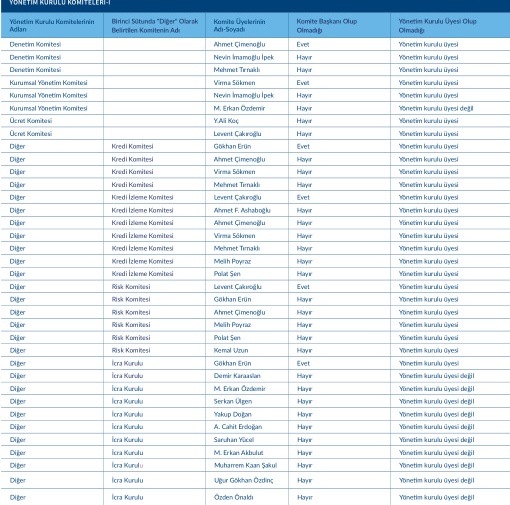 YÖNETİM KURULU KOMİTELERİ-I
Yönetim Kurulu Komitelerinin Adları Birinci Sütunda "Diğer" Olarak Belirtilen Komitenin Adı Komite Üyelerinin Adı-Soyadı Komite Başkanı Olup Olmadığı Yönetim Kurulu Üyesi Olup Olmadığı
Denetim Komitesi Ahmet Çimenoğlu Evet Yönetim kurulu üyesi
Denetim Komitesi Nevin İmamoğlu İpek Hayır Yönetim kurulu üyesi
Denetim Komitesi Mehmet Tırnaklı Hayır Yönetim kurulu üyesi
Kurumsal Yönetim Komitesi Virma Sökmen Evet Yönetim kurulu üyesi
Kurumsal Yönetim Komitesi Nevin İmamoğlu İpek Hayır Yönetim kurulu üyesi
Kurumsal Yönetim Komitesi M. Erkan Özdemir Hayır Yönetim kurulu üyesi değil
Ücret Komitesi Y.Ali Koç Hayır Yönetim kurulu üyesi
Ücret Komitesi Levent Çakıroğlu Hayır Yönetim kurulu üyesi
Diğer Kredi Komitesi Gökhan Erün Evet Yönetim kurulu üyesi
Diğer Kredi Komitesi Ahmet Çimenoğlu Hayır Yönetim kurulu üyesi
Diğer Kredi Komitesi Virma Sökmen Hayır Yönetim kurulu üyesi
Diğer Kredi Komitesi Mehmet Tırnaklı Hayır Yönetim kurulu üyesi
Diğer Kredi İzleme Komitesi Levent Çakıroğlu Evet Yönetim kurulu üyesi
Diğer Kredi İzleme Komitesi Ahmet F. Ashaboğlu Hayır Yönetim kurulu üyesi
Diğer Kredi İzleme Komitesi Ahmet Çimenoğlu Hayır Yönetim kurulu üyesi
Diğer Kredi İzleme Komitesi Virma Sökmen Hayır Yönetim kurulu üyesi
Diğer Kredi İzleme Komitesi Mehmet Tırnaklı Hayır Yönetim kurulu üyesi
Diğer Kredi İzleme Komitesi Melih Poyraz Hayır Yönetim kurulu üyesi
Diğer Kredi İzleme Komitesi Polat Şen Hayır Yönetim kurulu üyesi
Diğer Risk Komitesi Levent Çakıroğlu Evet Yönetim kurulu üyesi
Diğer Risk Komitesi Gökhan Erün Hayır Yönetim kurulu üyesi
Diğer Risk Komitesi Ahmet Çimenoğlu Hayır Yönetim kurulu üyesi
Diğer Risk Komitesi Melih Poyraz Hayır Yönetim kurulu üyesi
Diğer Risk Komitesi Polat Şen Hayır Yönetim kurulu üyesi
Diğer Risk Komitesi Kemal Uzun Hayır Yönetim kurulu üyesi
Diğer İcra Kurulu Gökhan Erün Evet Yönetim kurulu üyesi
Diğer İcra Kurulu Demir Karaaslan Hayır Yönetim kurulu üyesi değil
Diğer İcra Kurulu M. Erkan Özdemir Hayır Yönetim kurulu üyesi değil
Diğer İcra Kurulu Serkan Ülgen Hayır Yönetim kurulu üyesi değil
Diğer İcra Kurulu Yakup Doğan Hayır Yönetim kurulu üyesi değil
Diğer İcra Kurulu A. Cahit Erdoğan Hayır Yönetim kurulu üyesi değil
Diğer İcra Kurulu Saruhan Yücel Hayır Yönetim kurulu üyesi değil
Diğer İcra Kurulu M. Erkan Akbulut Hayır Yönetim kurulu üyesi değil
Diğer İcra Kurulu Muharrem Kaan Şakul Hayır Yönetim kurulu üyesi değil
Diğer İcra Kurulu Uğur Gökhan Özdinç Hayır Yönetim kurulu üyesi değil
Diğer İcra Kurulu Özden Önaldı Hayır Yönetim kurulu üyesi değil